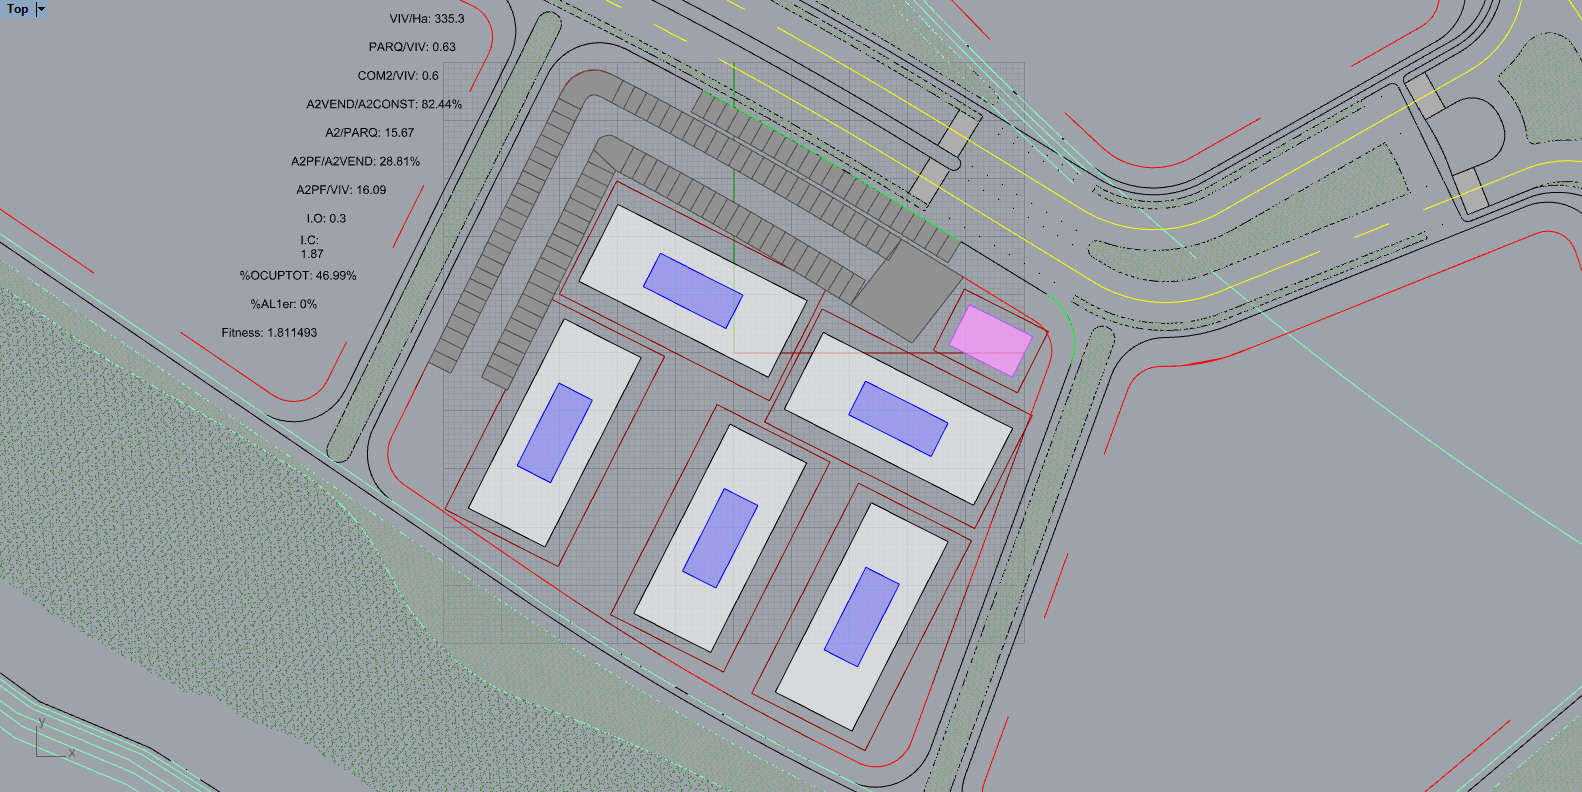 Top
VIV/Ha: 335.3
PARQ/VIV: 0.63
COM2/VIV: 0.6
A2VEND/A2CONST: 82.44%
A2/PARQ: 15.67
A2PF/A2VEND: 28.81%
A2PF/VIV: 16.09
I.O: 0.3
I.C:
1.87
%OCUPTOT: 46.99%
%AL1er: 0%
Fitness: 1.811493
y
x